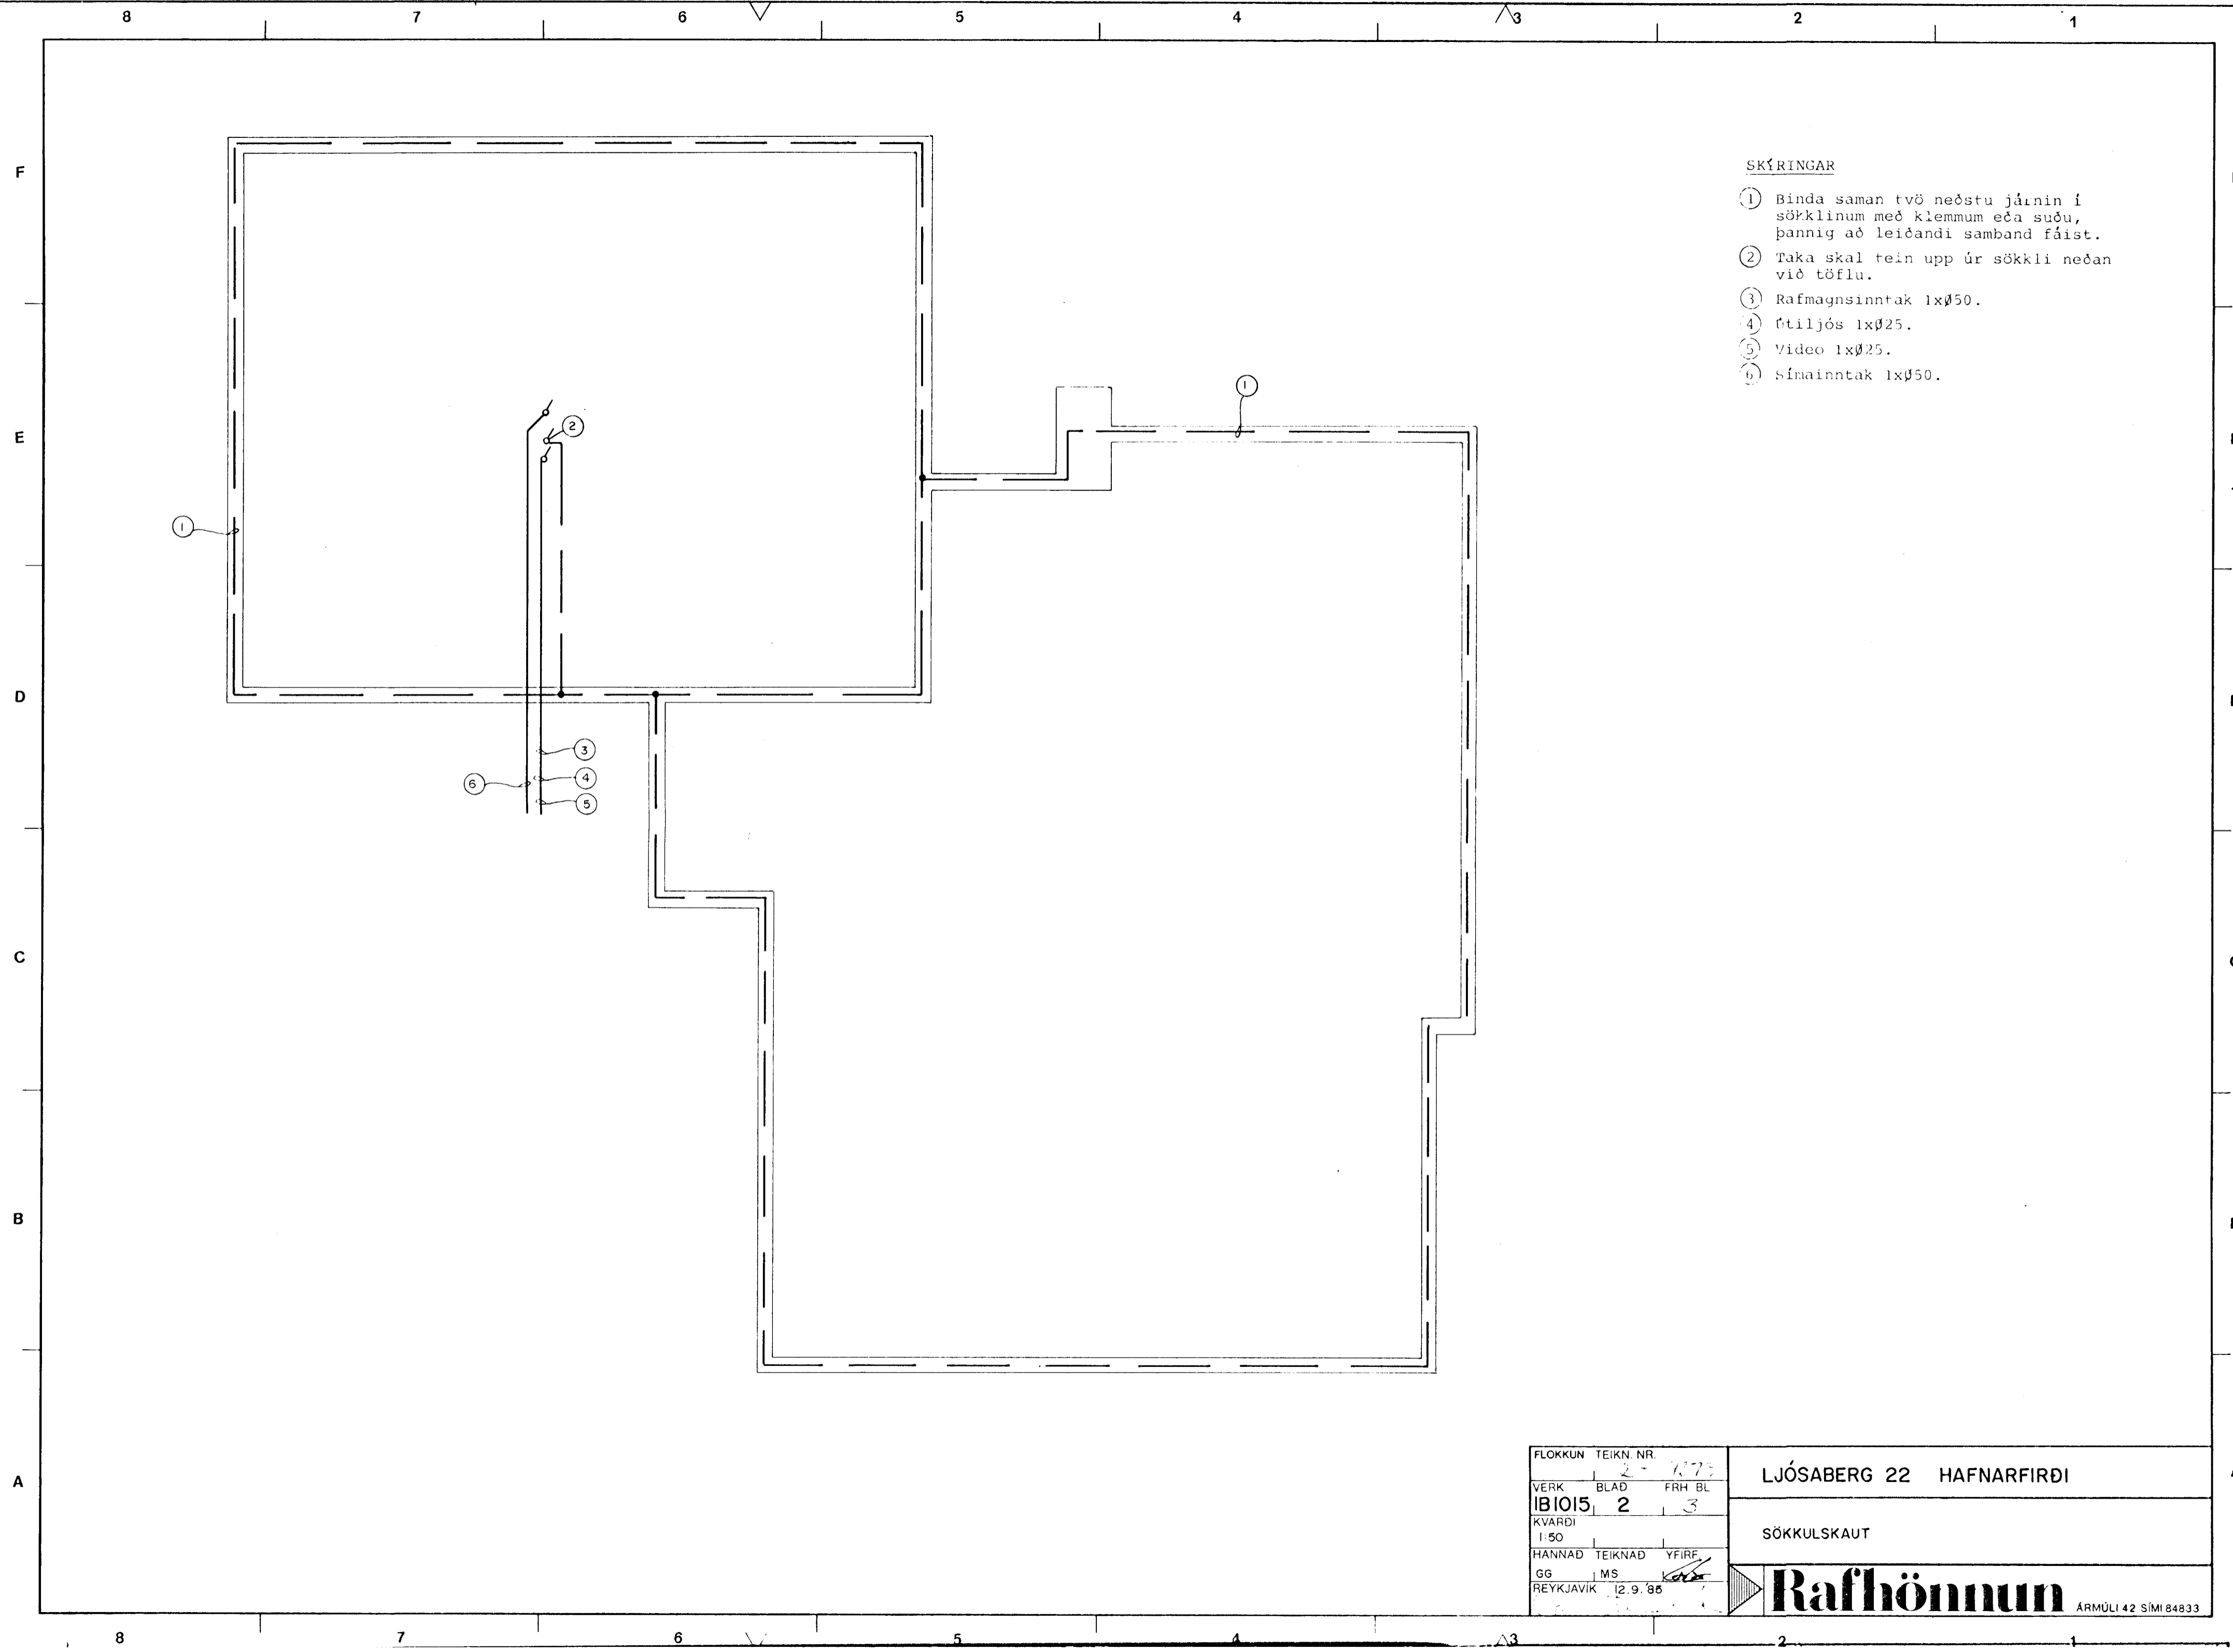 8 7 6 5 4 3 2 1
F
E
D
C
B
A
SKÝRINGAR
1 Binda saman tvö neðstu járnin í
sökklinum með klemmum eða suðu,
þannig að leiðandi samband fáist.
2 Taka skal tein upp úr sökkli neðan
við töflu.
3 Rafmagnsinntak 1xØ50.
4 Útiljós 1xØ25.
5 Video 1xØ25.
6 Símainntak 1xØ50.
1
2
1
3
4
6
5
FLOKKUN TEIKN. NR.
2-
VERK BLAÐ FRH BL
IB1015 2 3
KVARÐI
1:50
HANNAÐ TEIKNAÐ YFIRF.
GG MS
REYKJAVÍK 12.9.
LJÓSABERG 22 HAFNARFIRÐI
SÖKKULSKAUT
Rafhönnun
ÁRMÚLI 42 SÍMI 84833
8 7 6 5 4 3 2 1